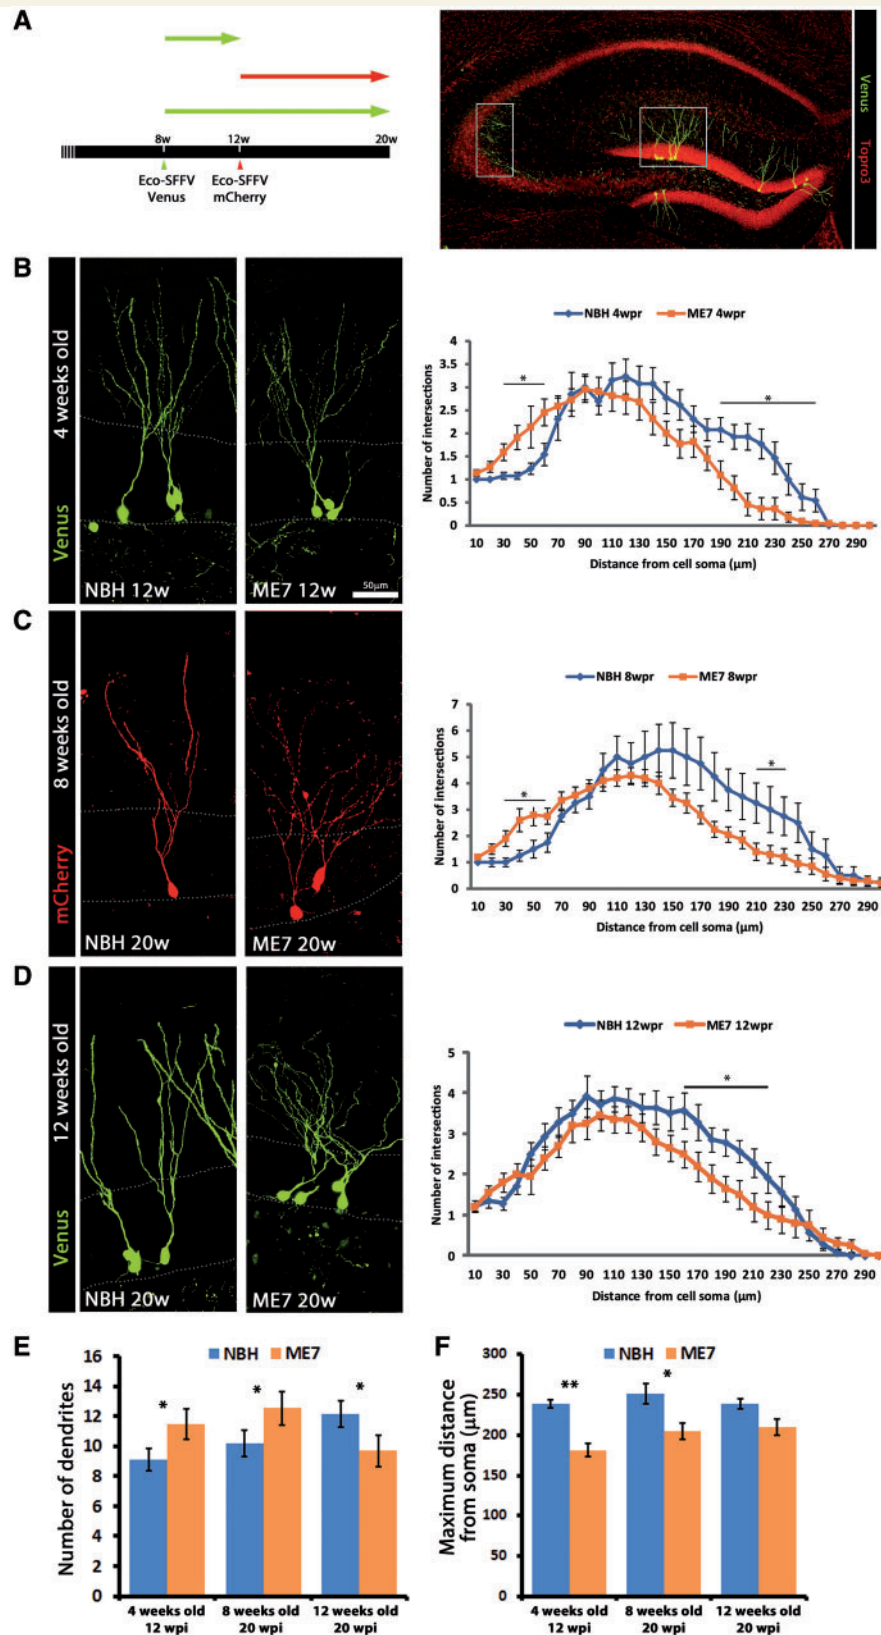 A
8w
12w
20w
Eco-SFFV
Venus
Eco-SFFV
mCherry
Venus
Topro3
B
4 weeks old
Venus
NBH 12w
ME7 12w
50µm
NBH 4wpr
ME7 4wpr
Number of intersections
4
3.5
3
2.5
2
1.5
1
0.5
0
*
*
10 30 50 70 90 110 130 150 170 190 210 230 250 270 290
Distance from cell soma (µm)
C
8 weeks old
mCherry
NBH 20w
ME7 20w
NBH 8wpr
ME7 8wpr
Number of intersections
7
6
5
4
3
2
1
0
*
*
10 30 50 70 90 110 130 150 170 190 210 230 250 270 290
Distance from cell soma (µm)
D
12 weeks old
Venus
NBH 20w
ME7 20w
NBH 12wpr
ME7 12wpr
Number of intersections
5
4
3
2
1
0
*
10 30 50 70 90 110 130 150 170 190 210 230 250 270 290
Distance from cell soma (µm)
E
NBH
ME7
Number of dendrites
16
14
12
10
8
6
4
2
0
*
*
*
4 weeks old
12 wpi
8 weeks old
20 wpi
12 weeks old
20 wpi
F
NBH
ME7
Maximum distance
from soma (µm)
300
250
200
150
100
50
0
**
*
4 weeks old
12 wpi
8 weeks old
20 wpi
12 weeks old
20 wpi